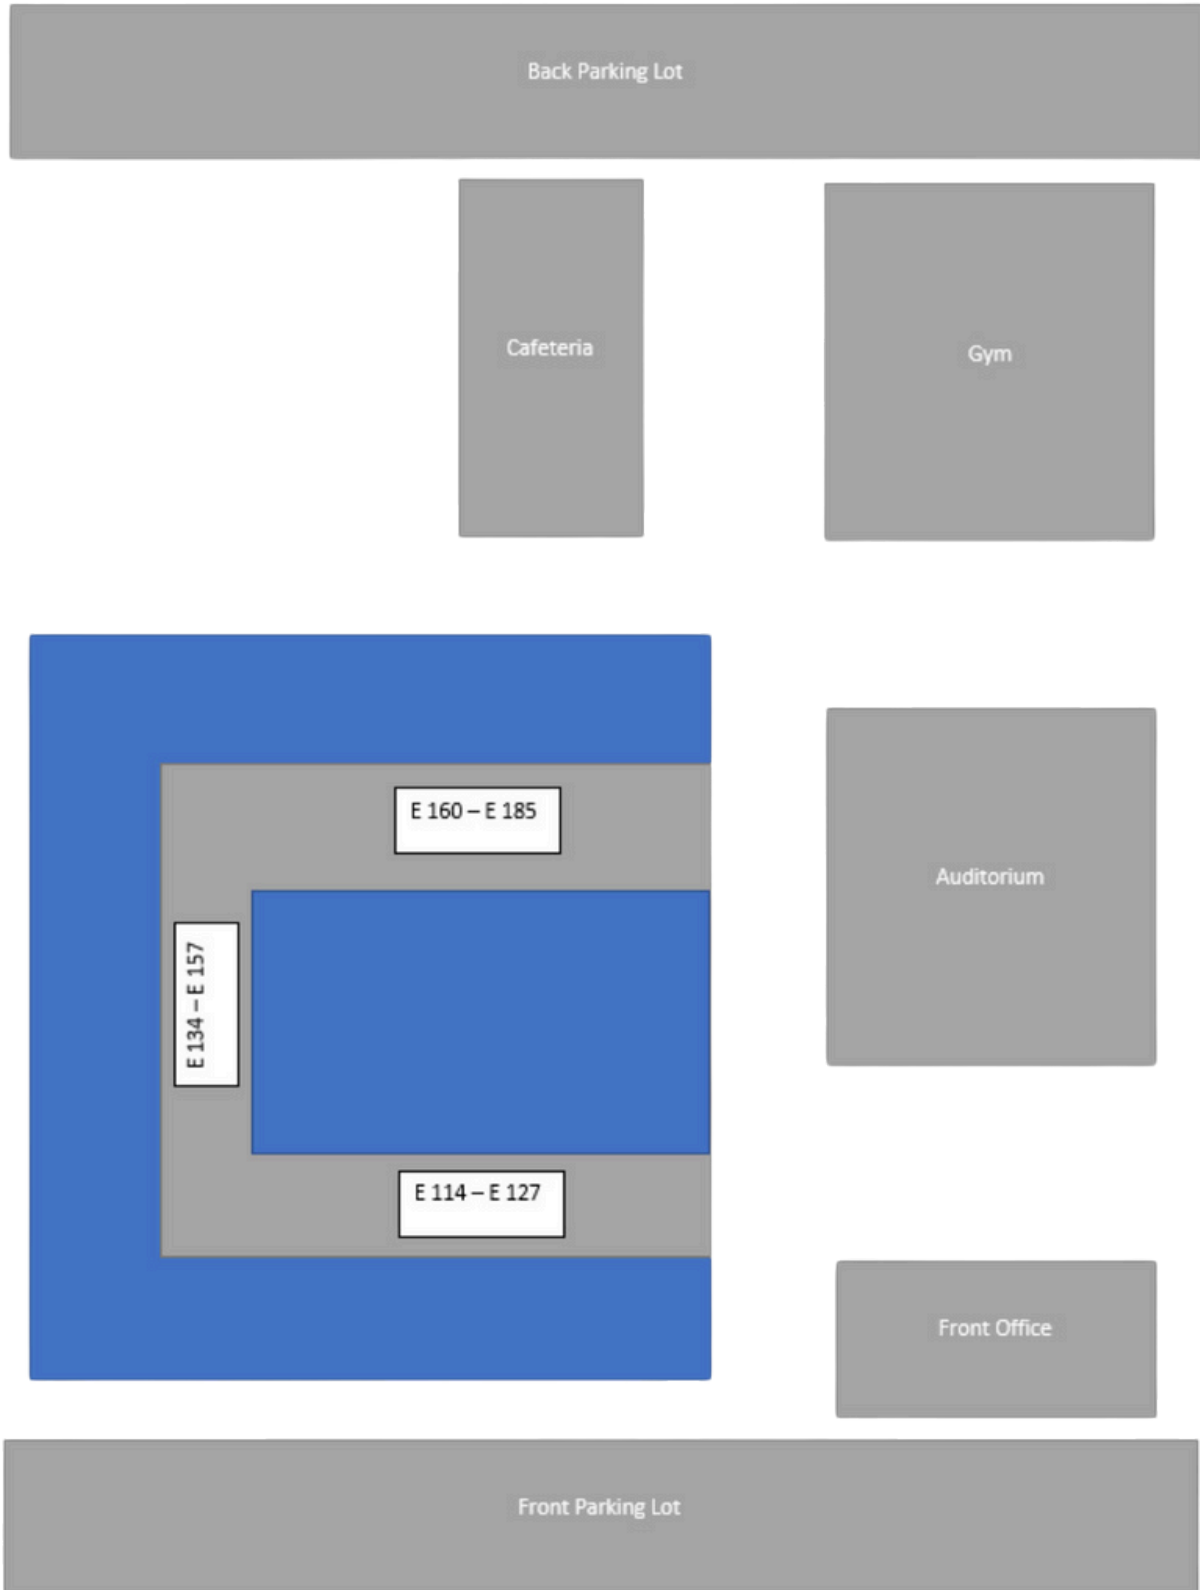 Back Parking Lot
Cafeteria
Gym
E 160 – E 185
Auditorium
E 134 – E 157
E 114 – E 127
Front Office
Front Parking Lot